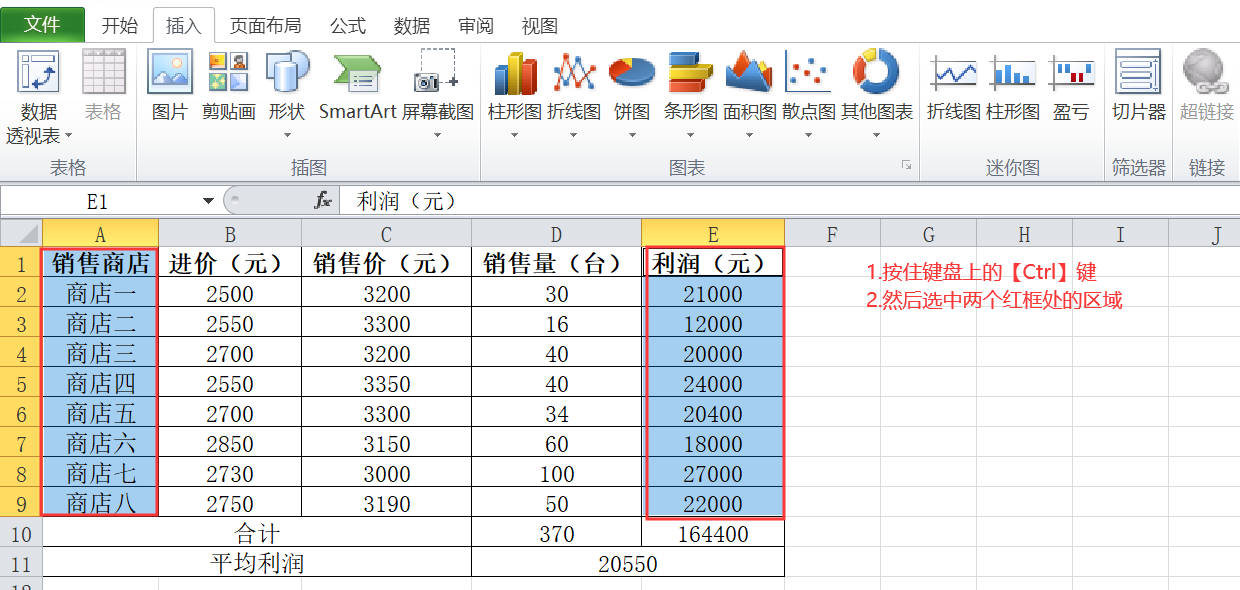 文件 开始 插入 页面布局 公式 数据 审阅 视图
数据 表格 图片 剪贴画 形状 SmartArt 屏幕截图 柱形图 折线图 饼图 条形图 面积图 散点图 其他图表 折线图 柱形图 盈亏 切片器 超链接
透视表
表格 插图 图表 迷你图 筛选器 链接
E1 fx 利润（元）
A B C D E F G H I J
1 销售商店 进价（元） 销售价（元） 销售量（台） 利润（元）
1.按住键盘上的【Ctrl】键
2 商店一 2500 3200 30 21000
2.然后选中两个红框处的区域
3 商店二 2550 3300 16 12000
4 商店三 2700 3200 40 20000
5 商店四 2550 3350 40 24000
6 商店五 2700 3300 34 20400
7 商店六 2850 3150 60 18000
8 商店七 2730 3000 100 27000
9 商店八 2750 3190 50 22000
10 合计 370 164400
11 平均利润 20550